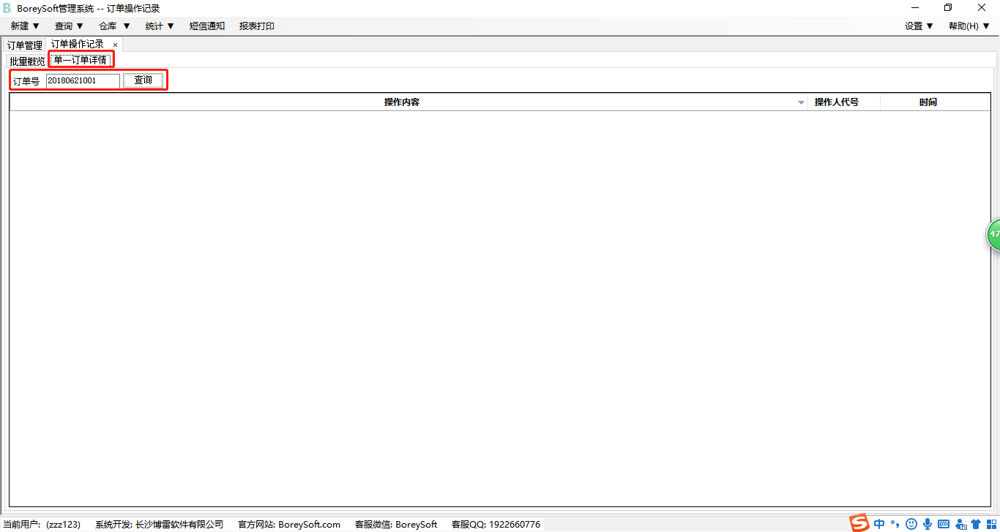 B BoreySoft管理系统 -- 订单操作记录
新建 ▼ 查询 ▼ 仓库 ▼ 统计 ▼ 短信通知 报表打印 设置 ▼ 帮助(H) ▼
订单管理 订单操作记录 ×
批量概览 单一订单详情
订单号 20180621001 查询
操作内容 操作人代号 时间
47
当前用户: (zzz123) 系统开发: 长沙博雷软件有限公司 官方网站: BoreySoft.com 客服微信: BoreySoft 客服QQ: 1922660776
S 中